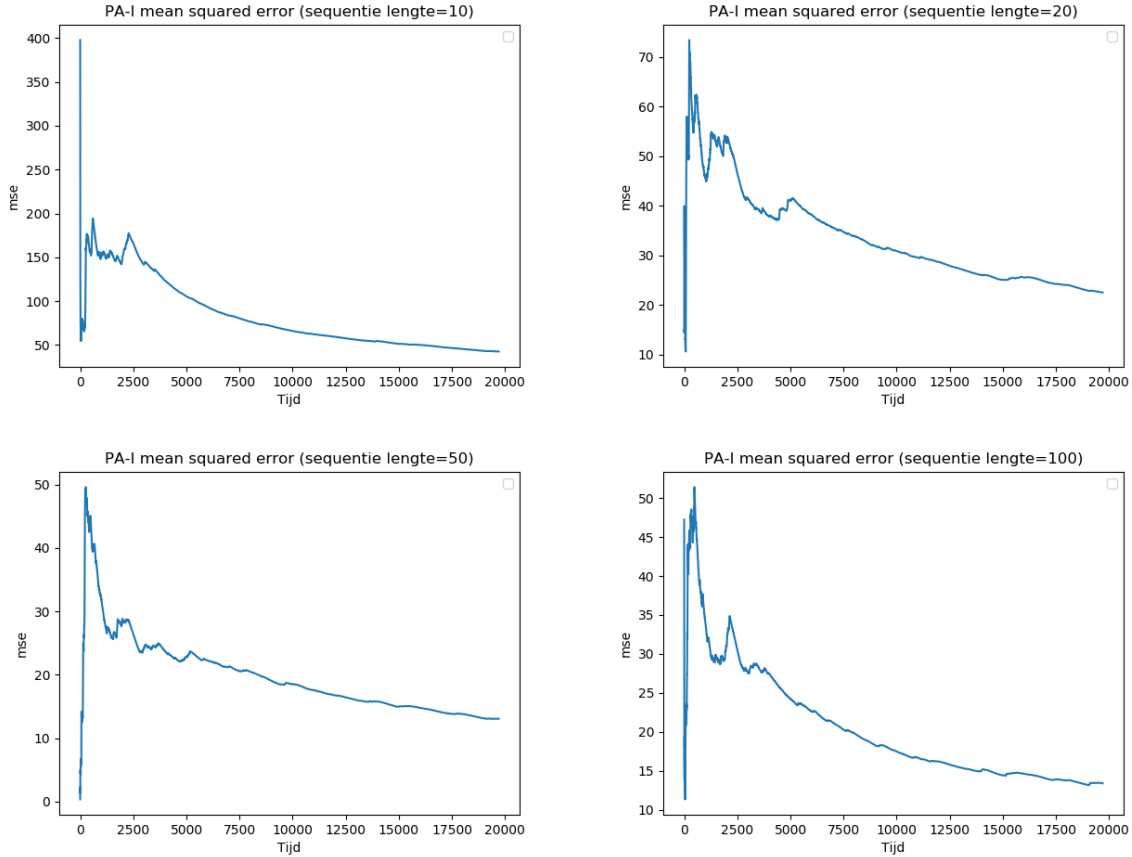 PA-I mean squared error (sequentie lengte=10)
400
350
300
250
200
150
100
50
mse
0 2500 5000 7500 10000 12500 15000 17500 20000
Tijd
PA-I mean squared error (sequentie lengte=20)
70
60
50
40
30
20
10
mse
0 2500 5000 7500 10000 12500 15000 17500 20000
Tijd
PA-I mean squared error (sequentie lengte=50)
50
40
30
20
10
0
mse
0 2500 5000 7500 10000 12500 15000 17500 20000
Tijd
PA-I mean squared error (sequentie lengte=100)
50
45
40
35
30
25
20
15
10
mse
0 2500 5000 7500 10000 12500 15000 17500 20000
Tijd